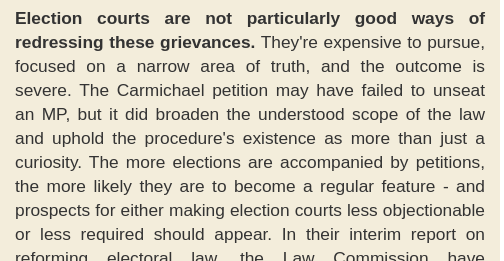 Election courts are not particularly good ways of
redressing these grievances. They're expensive to pursue,
focused on a narrow area of truth, and the outcome is
severe. The Carmichael petition may have failed to unseat
an MP, but it did broaden the understood scope of the law
and uphold the procedure's existence as more than just a
curiosity. The more elections are accompanied by petitions,
the more likely they are to become a regular feature - and
prospects for either making election courts less objectionable
or less required should appear. In their interim report on
reforming electoral law, the Law Commission have